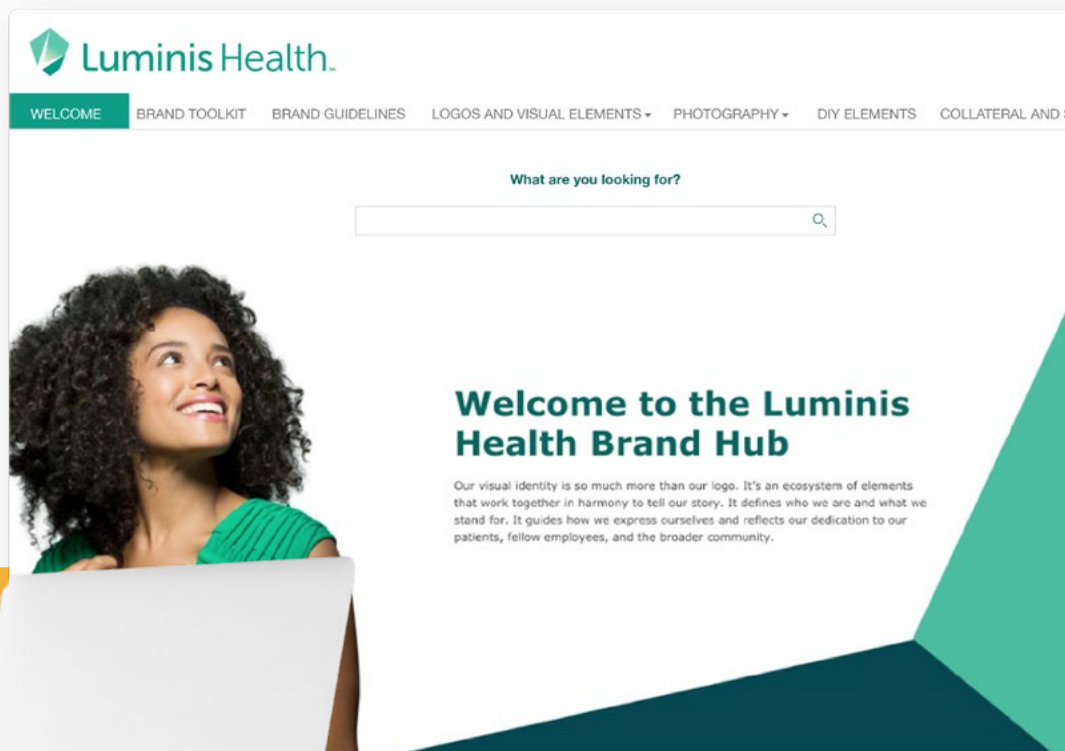 Luminis Health™
WELCOME BRAND TOOLKIT BRAND GUIDELINES LOGOS AND VISUAL ELEMENTS PHOTOGRAPHY DIY ELEMENTS COLLATERAL AND
What are you looking for?
Welcome to the Luminis
Health Brand Hub
Our visual identity is so much more than our logo. It's an ecosystem of elements
that work together in harmony to tell our story. It defines who we are and what we
stand for. It guides how we express ourselves and reflects our dedication to our
patients, fellow employees, and the broader community.